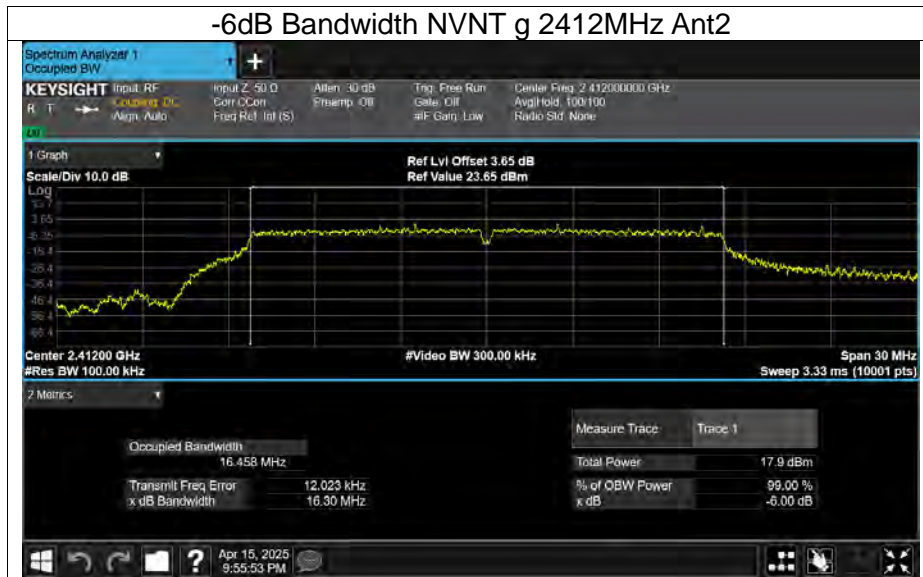 -6dB Bandwidth NVNT g 2412MHz Ant2
Spectrum Analyzer 1
Occupied BW
+
KEYSIGHT Input: RF Input Z: 50 Ω Atten: 30 dB Trig: Free Run Center Freq: 2.412000000 GHz
R T Coupling: DC Corr CCorr Preamp: Off Gate: Off Avg|Hold: 100/100
Align: Auto Freq Ref: Int (S) #IF Gain: Low Radio Std: None
1 Graph
Ref Lvl Offset 3.65 dB
Scale/Div 10.0 dB Ref Value 23.65 dBm
Log
3.65
-6.35
-16.4
-26.4
-36.4
-46.4
-56.4
-66.4
Center 2.41200 GHz #Video BW 300.00 kHz Span 30 MHz
#Res BW 100.00 kHz Sweep 3.33 ms (10001 pts)
2 Metrics
Measure Trace Trace 1
Occupied Bandwidth
16.458 MHz Total Power 17.9 dBm
Transmit Freq Error 12.023 kHz % of OBW Power 99.00 %
x dB Bandwidth 16.30 MHz x dB -6.00 dB
? Apr 15, 2025
9:55:53 PM